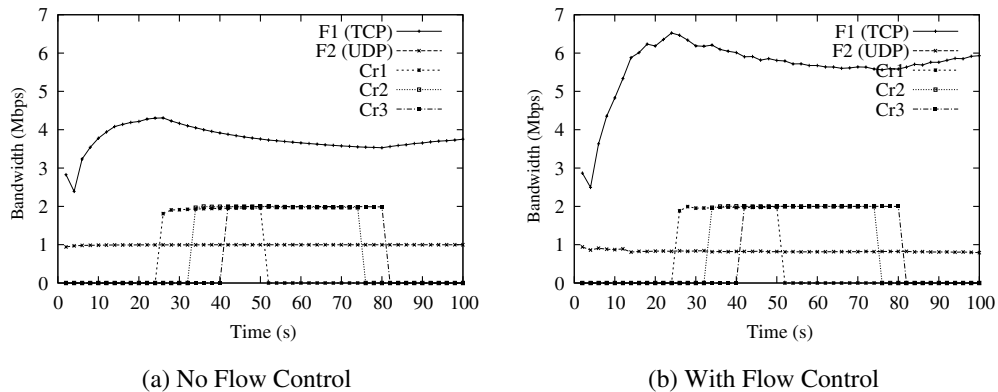 Bandwidth (Mbps)
7
6
5
4
3
2
1
0
F1 (TCP)
F2 (UDP)
Cr1
Cr2
Cr3
0 10 20 30 40 50 60 70 80 90 100
Time (s)
(a) No Flow Control
Bandwidth (Mbps)
7
6
5
4
3
2
1
0
F1 (TCP)
F2 (UDP)
Cr1
Cr2
Cr3
0 10 20 30 40 50 60 70 80 90 100
Time (s)
(b) With Flow Control